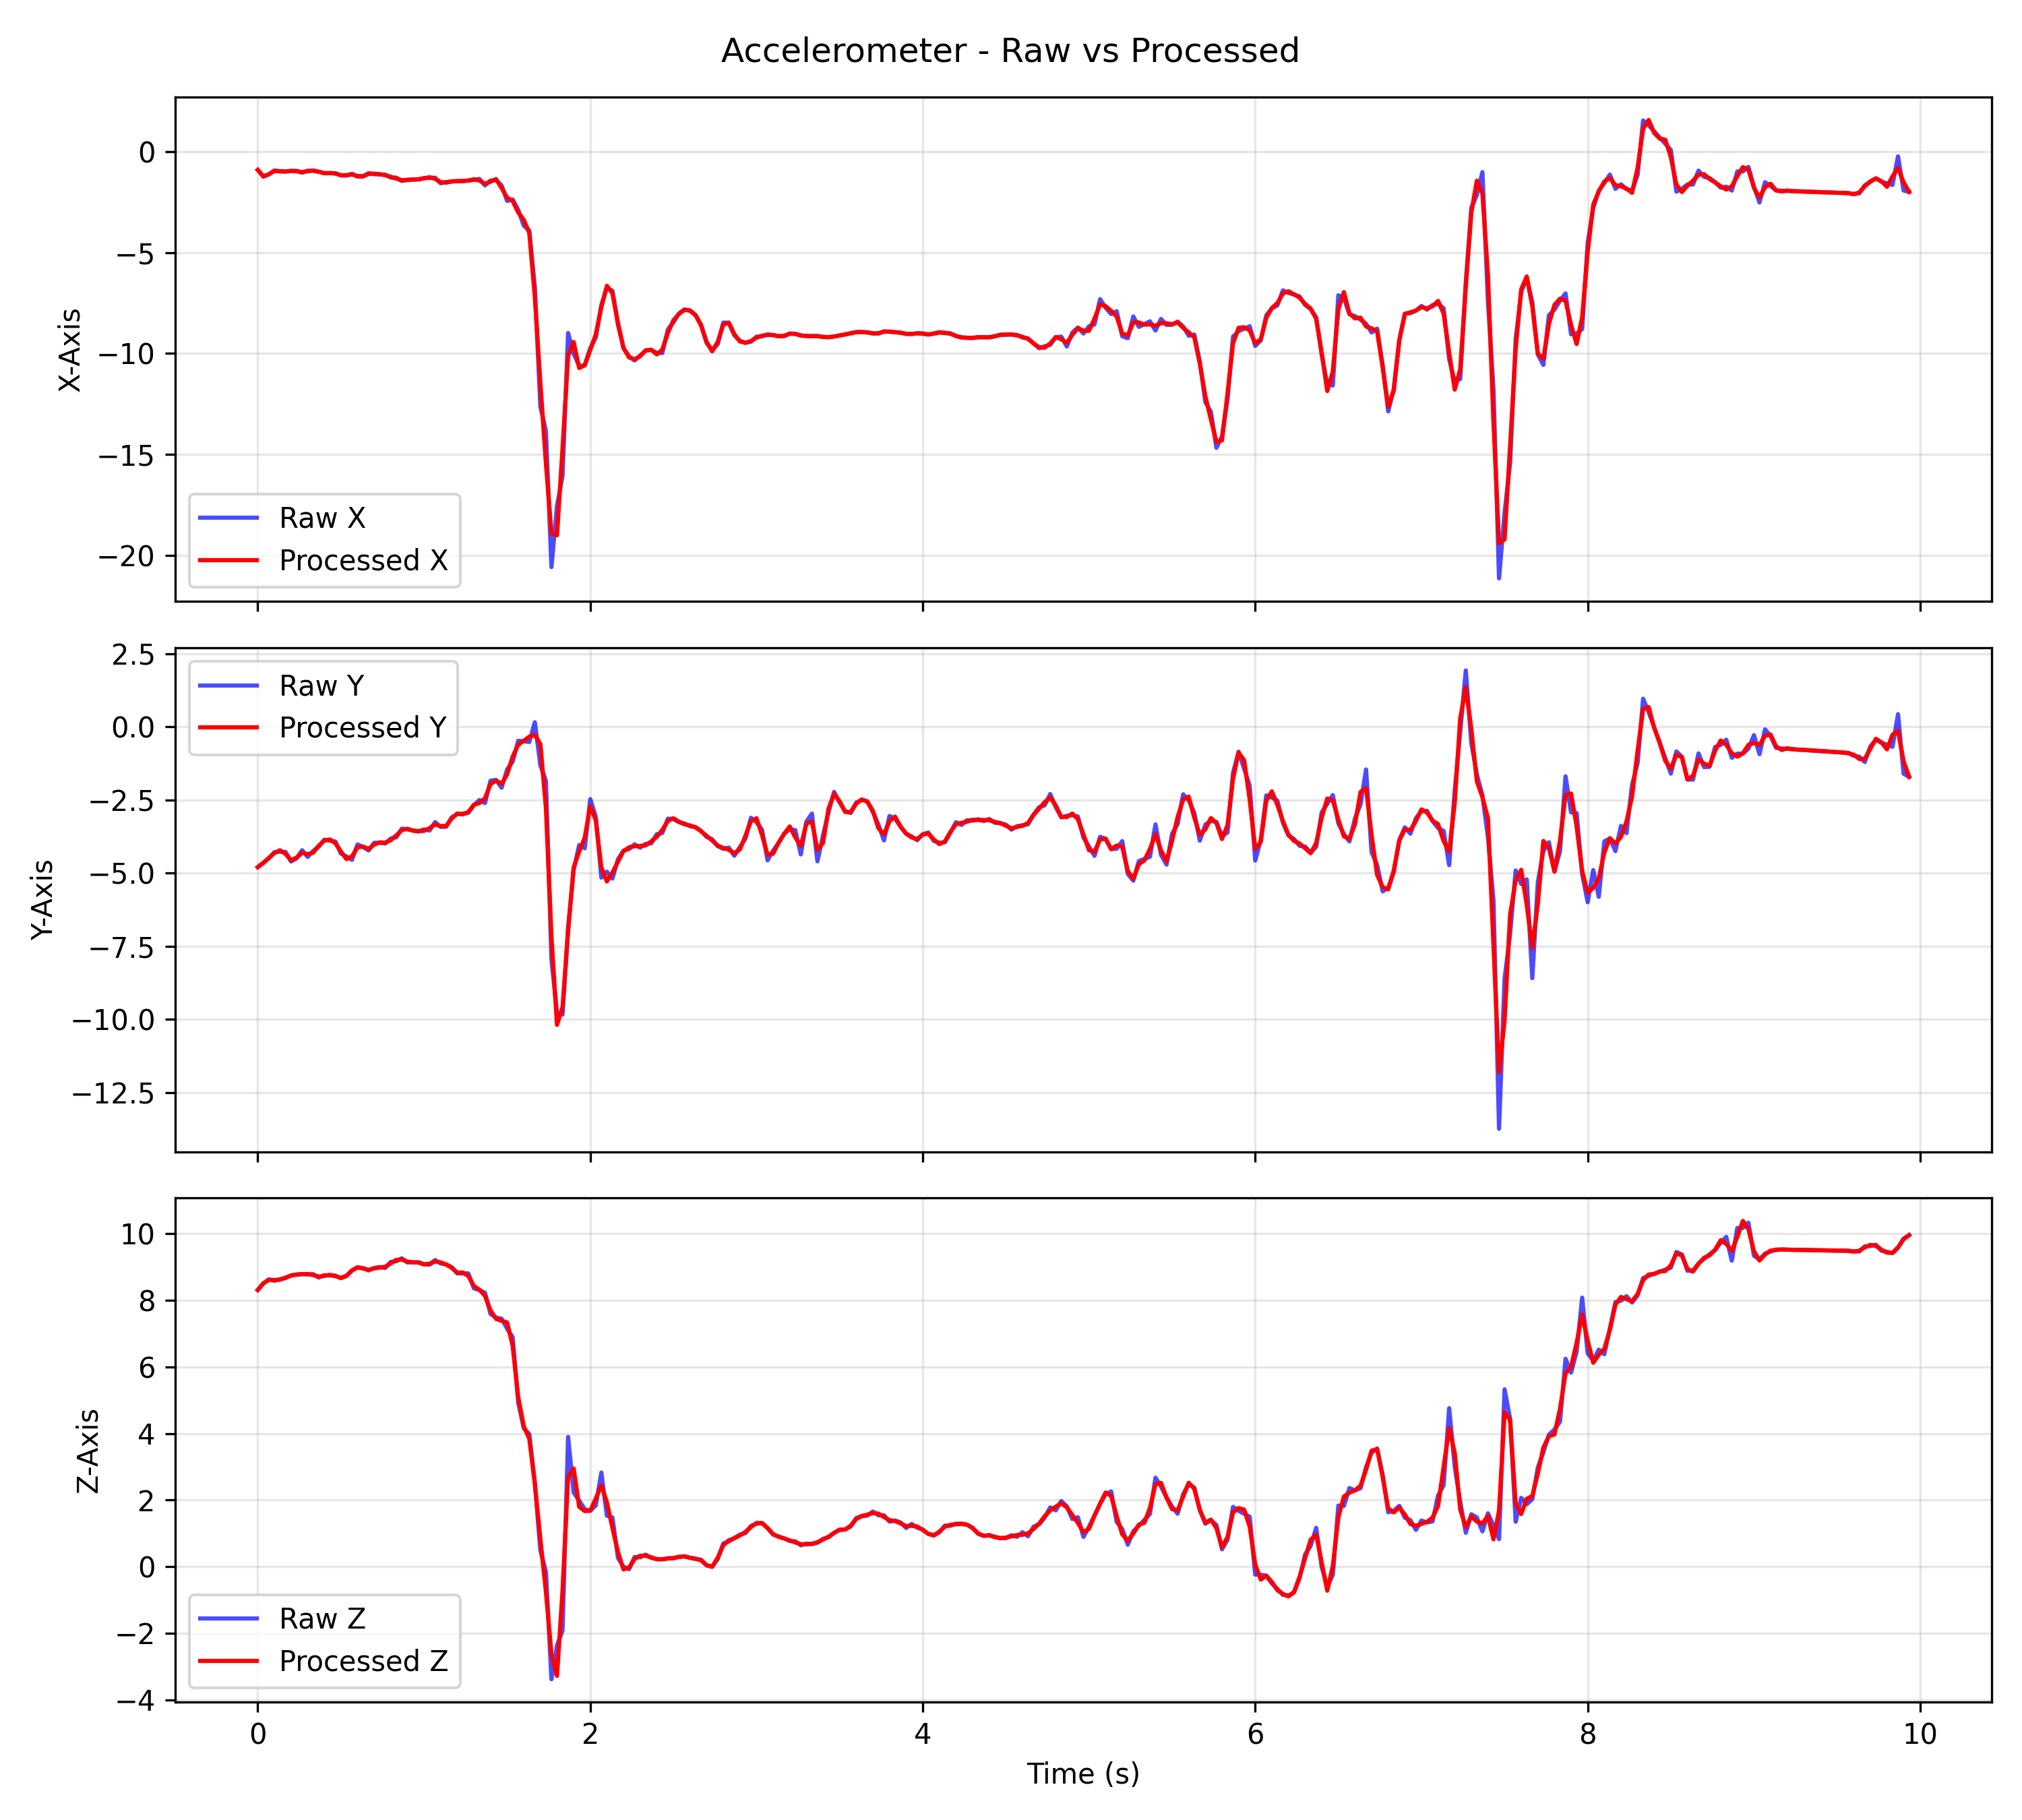 Accelerometer - Raw vs Processed
0
−5
−10
−15
−20
X-Axis
Raw X
Processed X
2.5
0.0
−2.5
−5.0
−7.5
−10.0
−12.5
Y-Axis
Raw Y
Processed Y
10
8
6
4
2
0
−2
−4
Z-Axis
Raw Z
Processed Z
0 2 4 6 8 10
Time (s)